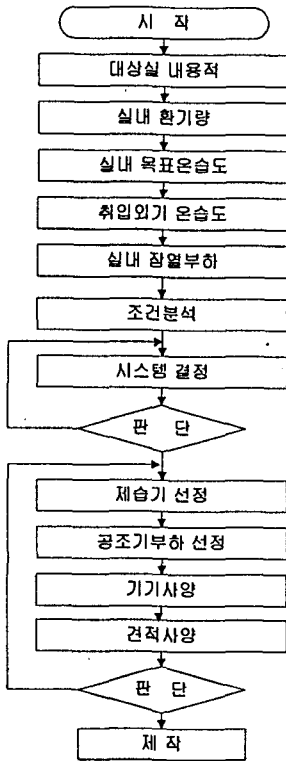 시 작
대상실 내용적
실내 환기량
실내 목표온습도
취입외기 온습도
실내 잠열부하
조건분석
시스템 결정
판 단
제습기 선정
공조기부하 선정
기기사양
견적사양
판 단
제 작